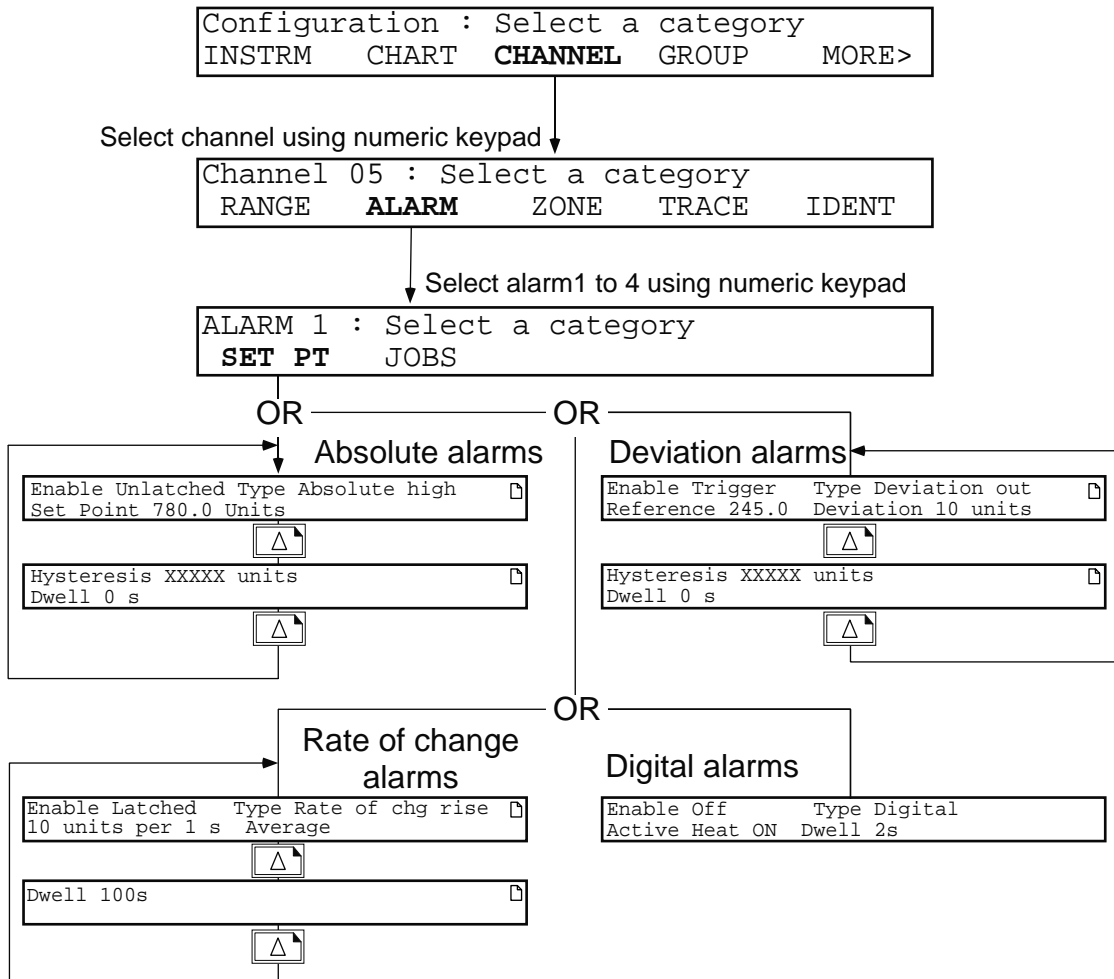 Configuration : Select a category
INSTRM CHART CHANNEL GROUP MORE>
Select channel using numeric keypad
Channel 05 : Select a category
RANGE ALARM ZONE TRACE IDENT
Select alarm1 to 4 using numeric keypad
ALARM 1 : Select a category
SET PT JOBS
OR OR
Absolute alarms
Enable Unlatched Type Absolute high
Set Point 780.0 Units
Hysteresis XXXXX units
Dwell 0 s
Deviation alarms
Enable Trigger Type Deviation out
Reference 245.0 Deviation 10 units
Hysteresis XXXXX units
Dwell 0 s
OR
Rate of change
alarms
Enable Latched Type Rate of chg rise
10 units per 1 s Average
Dwell 100s
Digital alarms
Enable Off Type Digital
Active Heat ON Dwell 2s